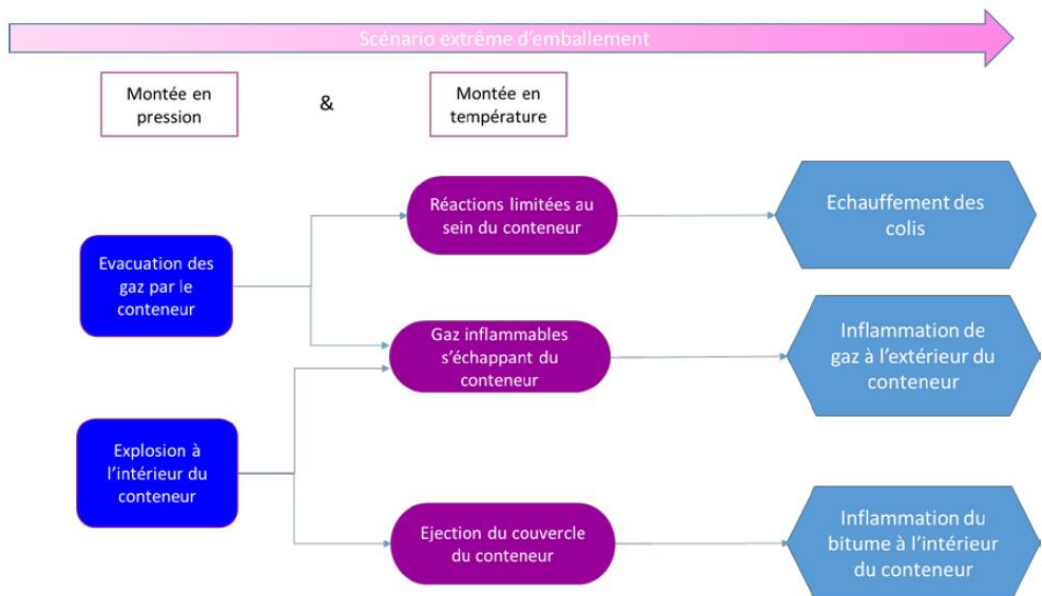 Scénario extrême d'emballement
Montée en
pression
&
Montée en
température
Réactions limitées au
sein du conteneur
Echauffement des
colis
Evacuation des
gaz par le
conteneur
Gaz inflammables
s'échappant du
conteneur
Inflammation de
gaz à l'extérieur du
conteneur
Explosion à
l'intérieur du
conteneur
Ejection du couvercle
du conteneur
Inflammation du
bitume à l'intérieur
du conteneur